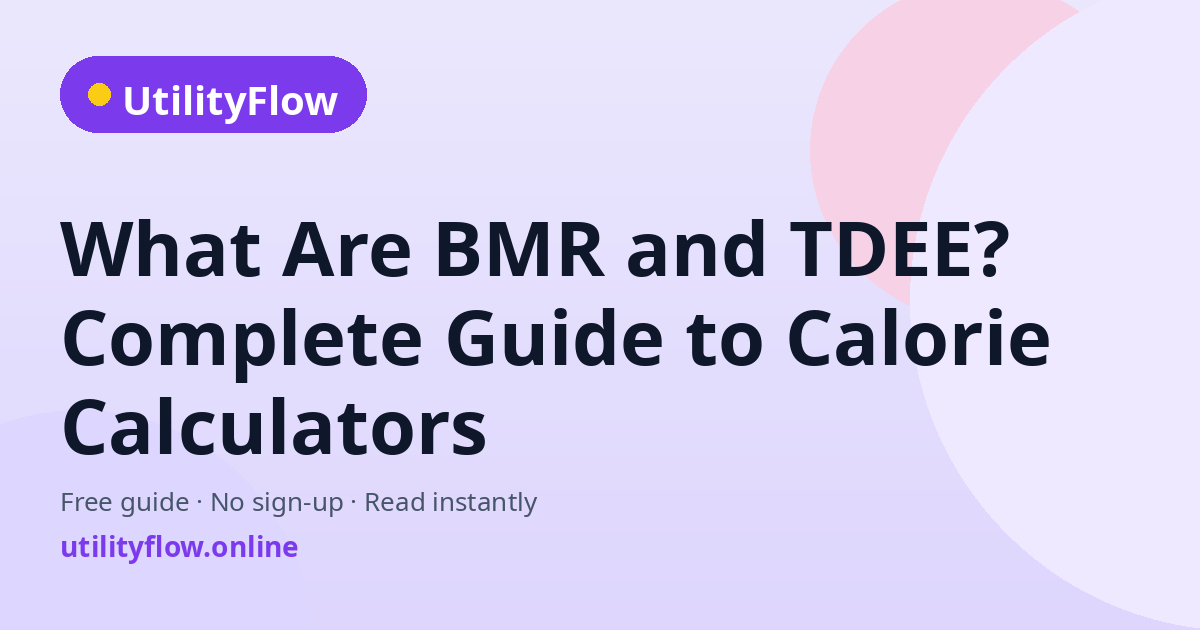 UtilityFlow
What Are BMR and TDEE?
Complete Guide to Calorie
Calculators
Free guide · No sign-up · Read instantly
utilityflow.online